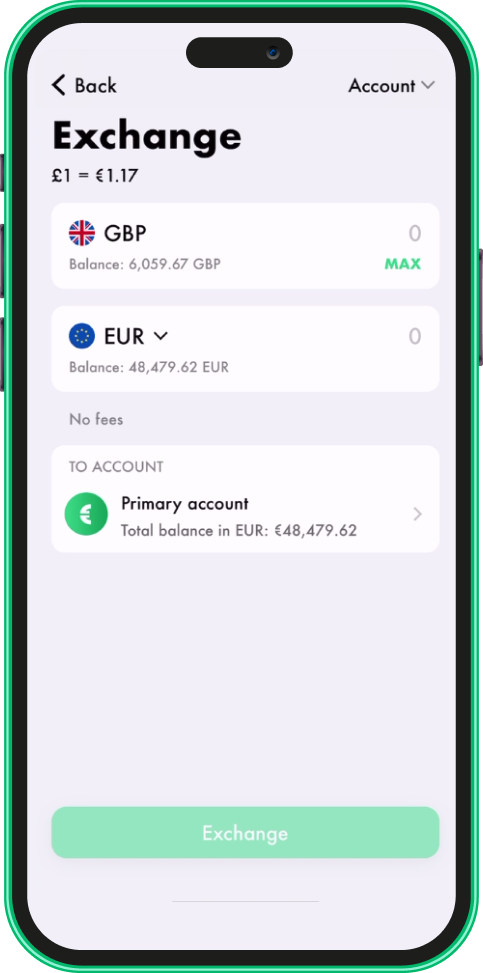 Back
Account
Exchange
£1 = €1.17
GBP
0
Balance: 6,059.67 GBP
MAX
EUR
0
Balance: 48,479.62 EUR
No fees
TO ACCOUNT
Primary account
Total balance in EUR: €48,479.62
Exchange